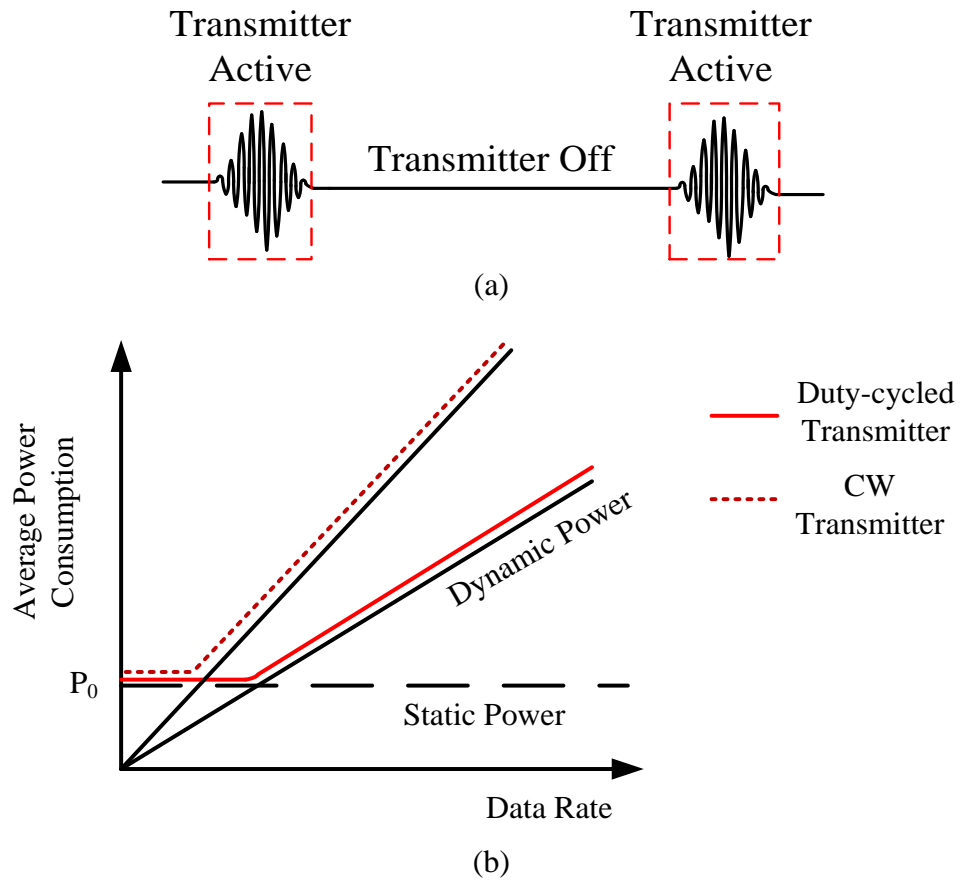 Transmitter
Active
Transmitter
Active
Transmitter Off
(a)
Average Power
Consumption
Duty-cycled
Transmitter
CW
Transmitter
Dynamic Power
P₀
Static Power
Data Rate
(b)